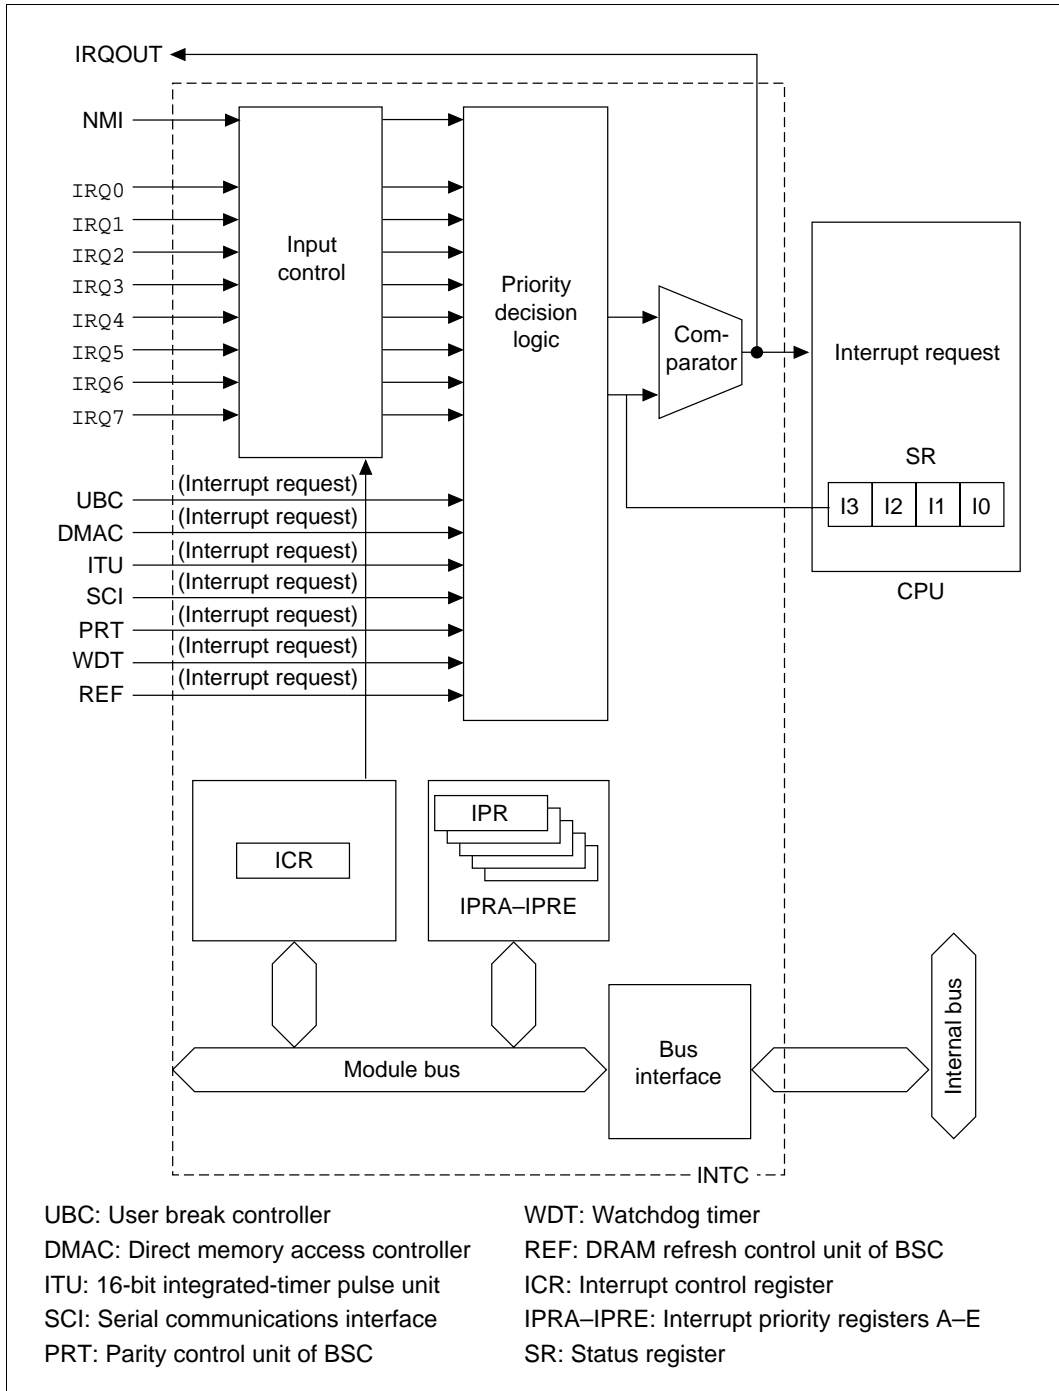 IRQOUT
NMI
IRQ0
IRQ1
IRQ2
IRQ3
IRQ4
IRQ5
IRQ6
IRQ7
Input
control
Priority
decision
logic
Com-
parator
Interrupt request
SR
I3 I2 I1 I0
CPU
UBC
(Interrupt request)
DMAC
(Interrupt request)
ITU
(Interrupt request)
SCI
(Interrupt request)
PRT
(Interrupt request)
WDT
(Interrupt request)
REF
(Interrupt request)
ICR
IPR
IPRA–IPRE
Module bus
Bus
interface
Internal bus
INTC
UBC: User break controller
DMAC: Direct memory access controller
ITU: 16-bit integrated-timer pulse unit
SCI: Serial communications interface
PRT: Parity control unit of BSC
WDT: Watchdog timer
REF: DRAM refresh control unit of BSC
ICR: Interrupt control register
IPRA–IPRE: Interrupt priority registers A–E
SR: Status register